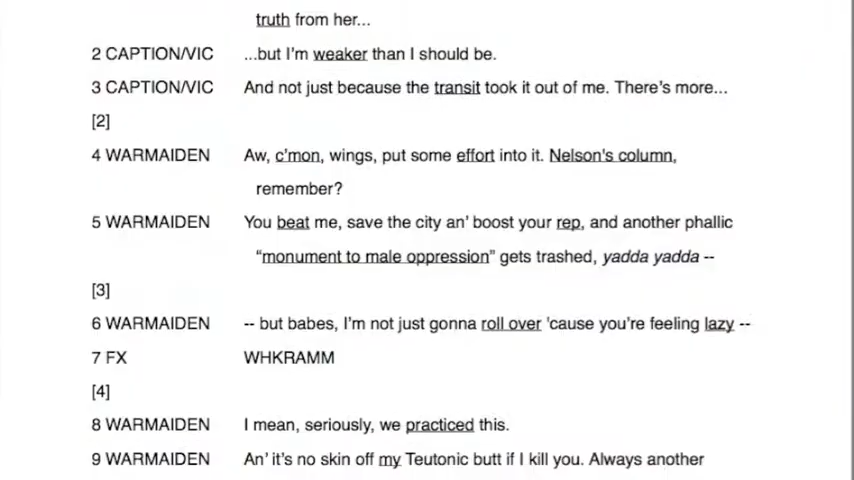 truth from her...
2 CAPTION/VIC ...but I'm weaker than I should be.
3 CAPTION/VIC And not just because the transit took it out of me. There's more...
[2]
4 WARMAIDEN Aw, c'mon, wings, put some effort into it. Nelson's column,
remember?
5 WARMAIDEN You beat me, save the city an' boost your rep, and another phallic
“monument to male oppression” gets trashed, yadda yadda --
[3]
6 WARMAIDEN -- but babes, I'm not just gonna roll over 'cause you're feeling lazy --
7 FX WHKRAMM
[4]
8 WARMAIDEN I mean, seriously, we practiced this.
9 WARMAIDEN An' it's no skin off my Teutonic butt if I kill you. Always another